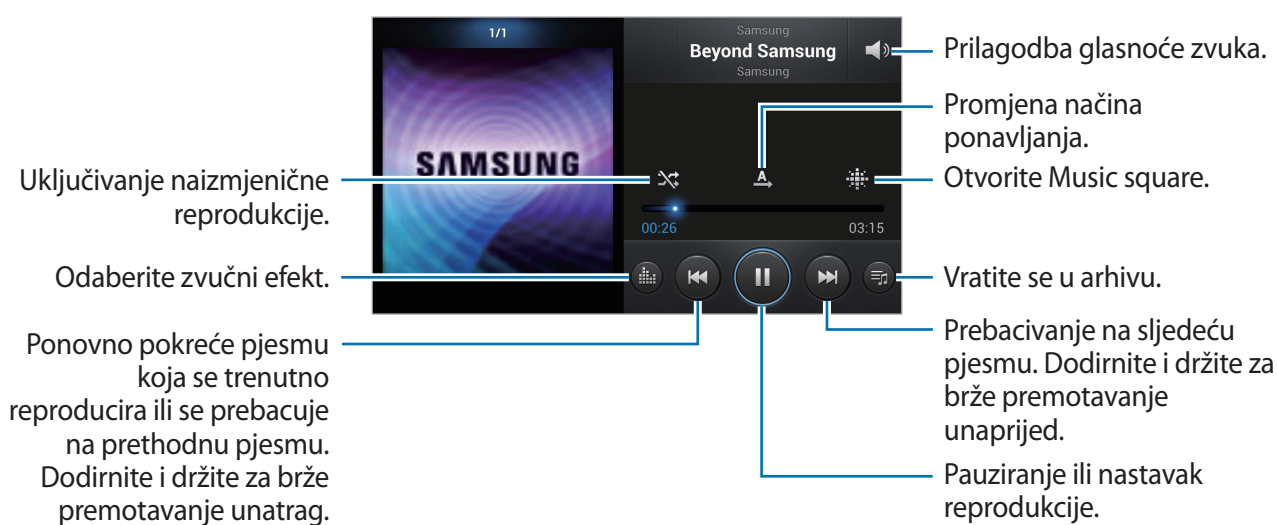 Uključivanje naizmjenične
reprodukcije.
Odaberite zvučni efekt.
Ponovno pokreće pjesmu
koja se trenutno
reproducira ili se prebacuje
na prethodnu pjesmu.
Dodirnite i držite za brže
premotavanje unatrag.
1/1
SAMSUNG
Samsung
Beyond Samsung
Samsung
A
00:26
03:15
Prilagodba glasnoće zvuka.
Promjena načina
ponavljanja.
Otvorite Music square.
Vratite se u arhivu.
Prebacivanje na sljedeću
pjesmu. Dodirnite i držite za
brže premotavanje
unaprijed.
Pauziranje ili nastavak
reprodukcije.